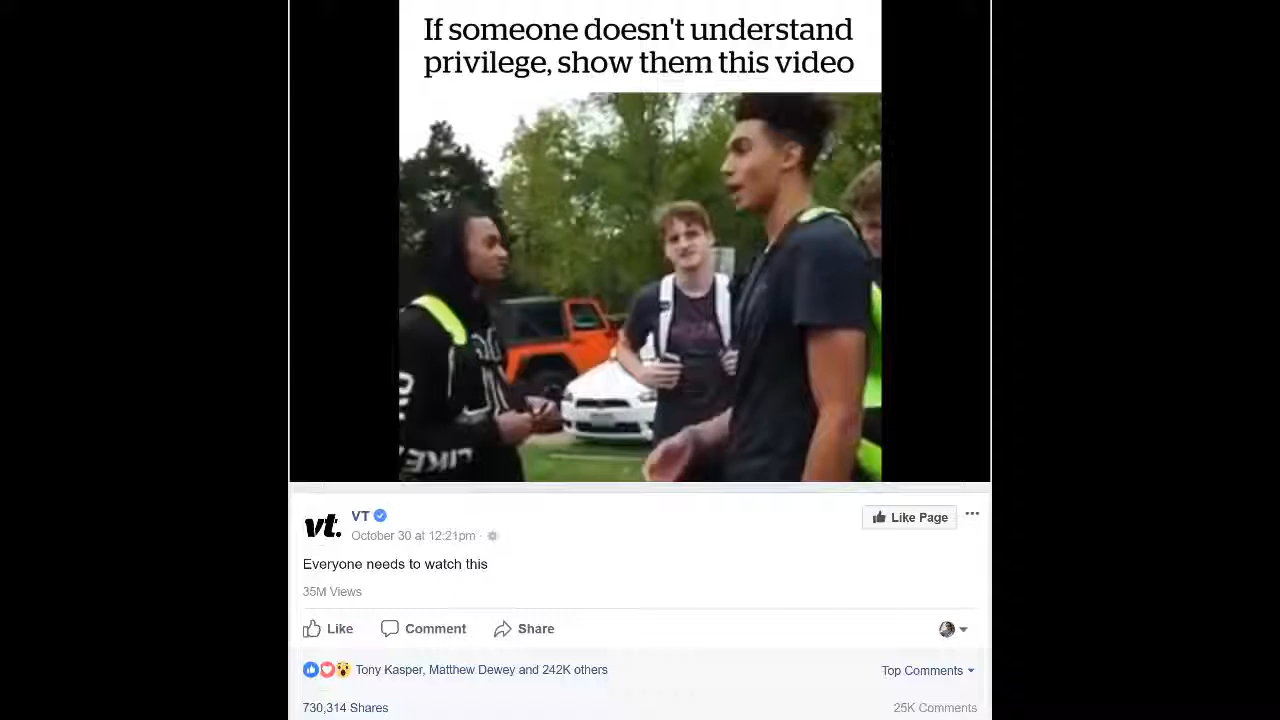 If someone doesn't understand
privilege, show them this video
LIKE
vt.
VT
Like Page
October 30 at 12:21pm ·
Everyone needs to watch this
35M Views
Like Comment Share
Tony Kasper, Matthew Dewey and 242K others
Top Comments
730,314 Shares
25K Comments